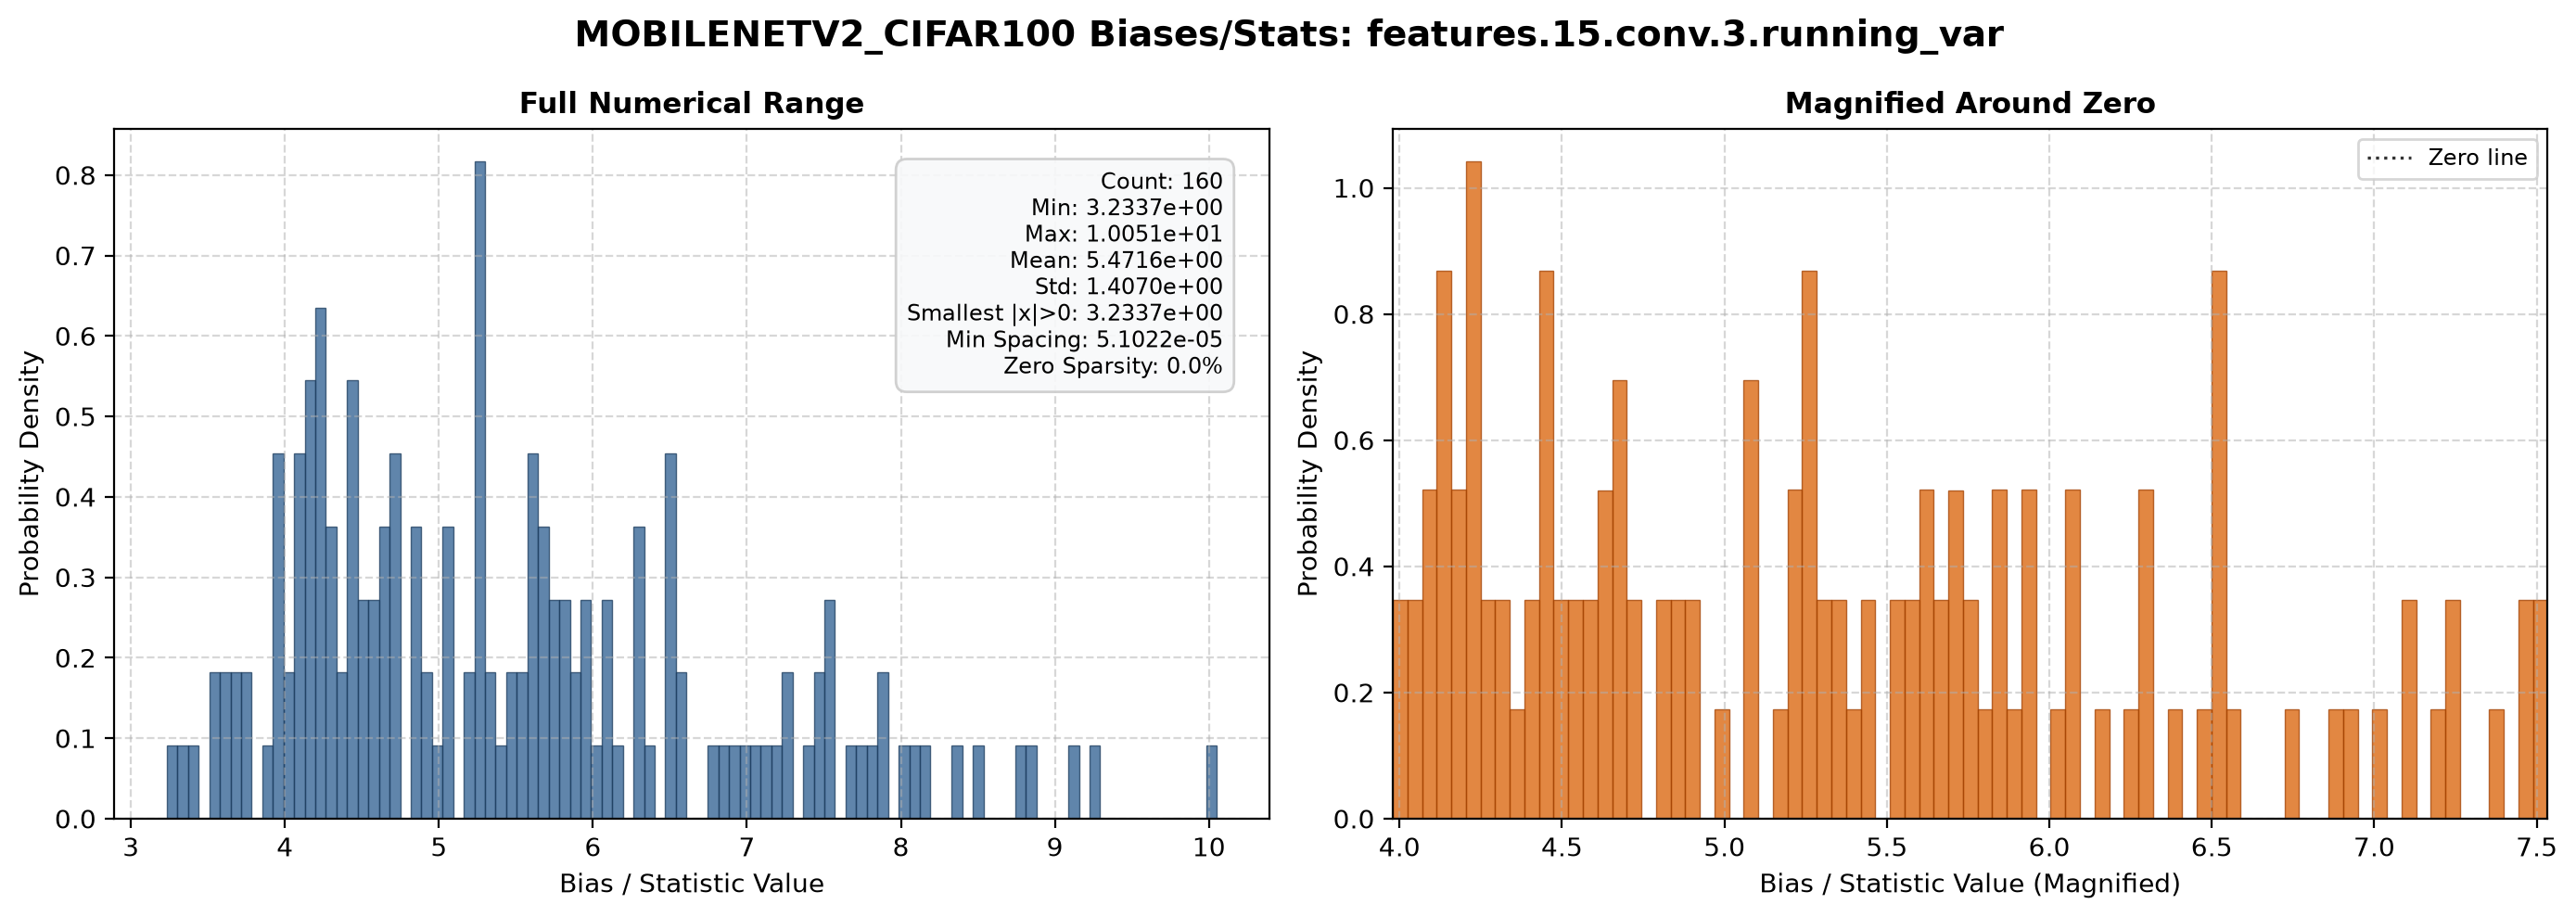 MOBILENETV2_CIFAR100 Biases/Stats: features.15.conv.3.running_var
Full Numerical Range
Probability Density
0.8
0.7
0.6
0.5
0.4
0.3
0.2
0.1
0.0
Count: 160
Min: 3.2337e+00
Max: 1.0051e+01
Mean: 5.4716e+00
Std: 1.4070e+00
Smallest |x|>0: 3.2337e+00
Min Spacing: 5.1022e-05
Zero Sparsity: 0.0%
3 4 5 6 7 8 9 10
Bias / Statistic Value
Magnified Around Zero
Probability Density
1.0
0.8
0.6
0.4
0.2
0.0
Zero line
4.0 4.5 5.0 5.5 6.0 6.5 7.0 7.5
Bias / Statistic Value (Magnified)